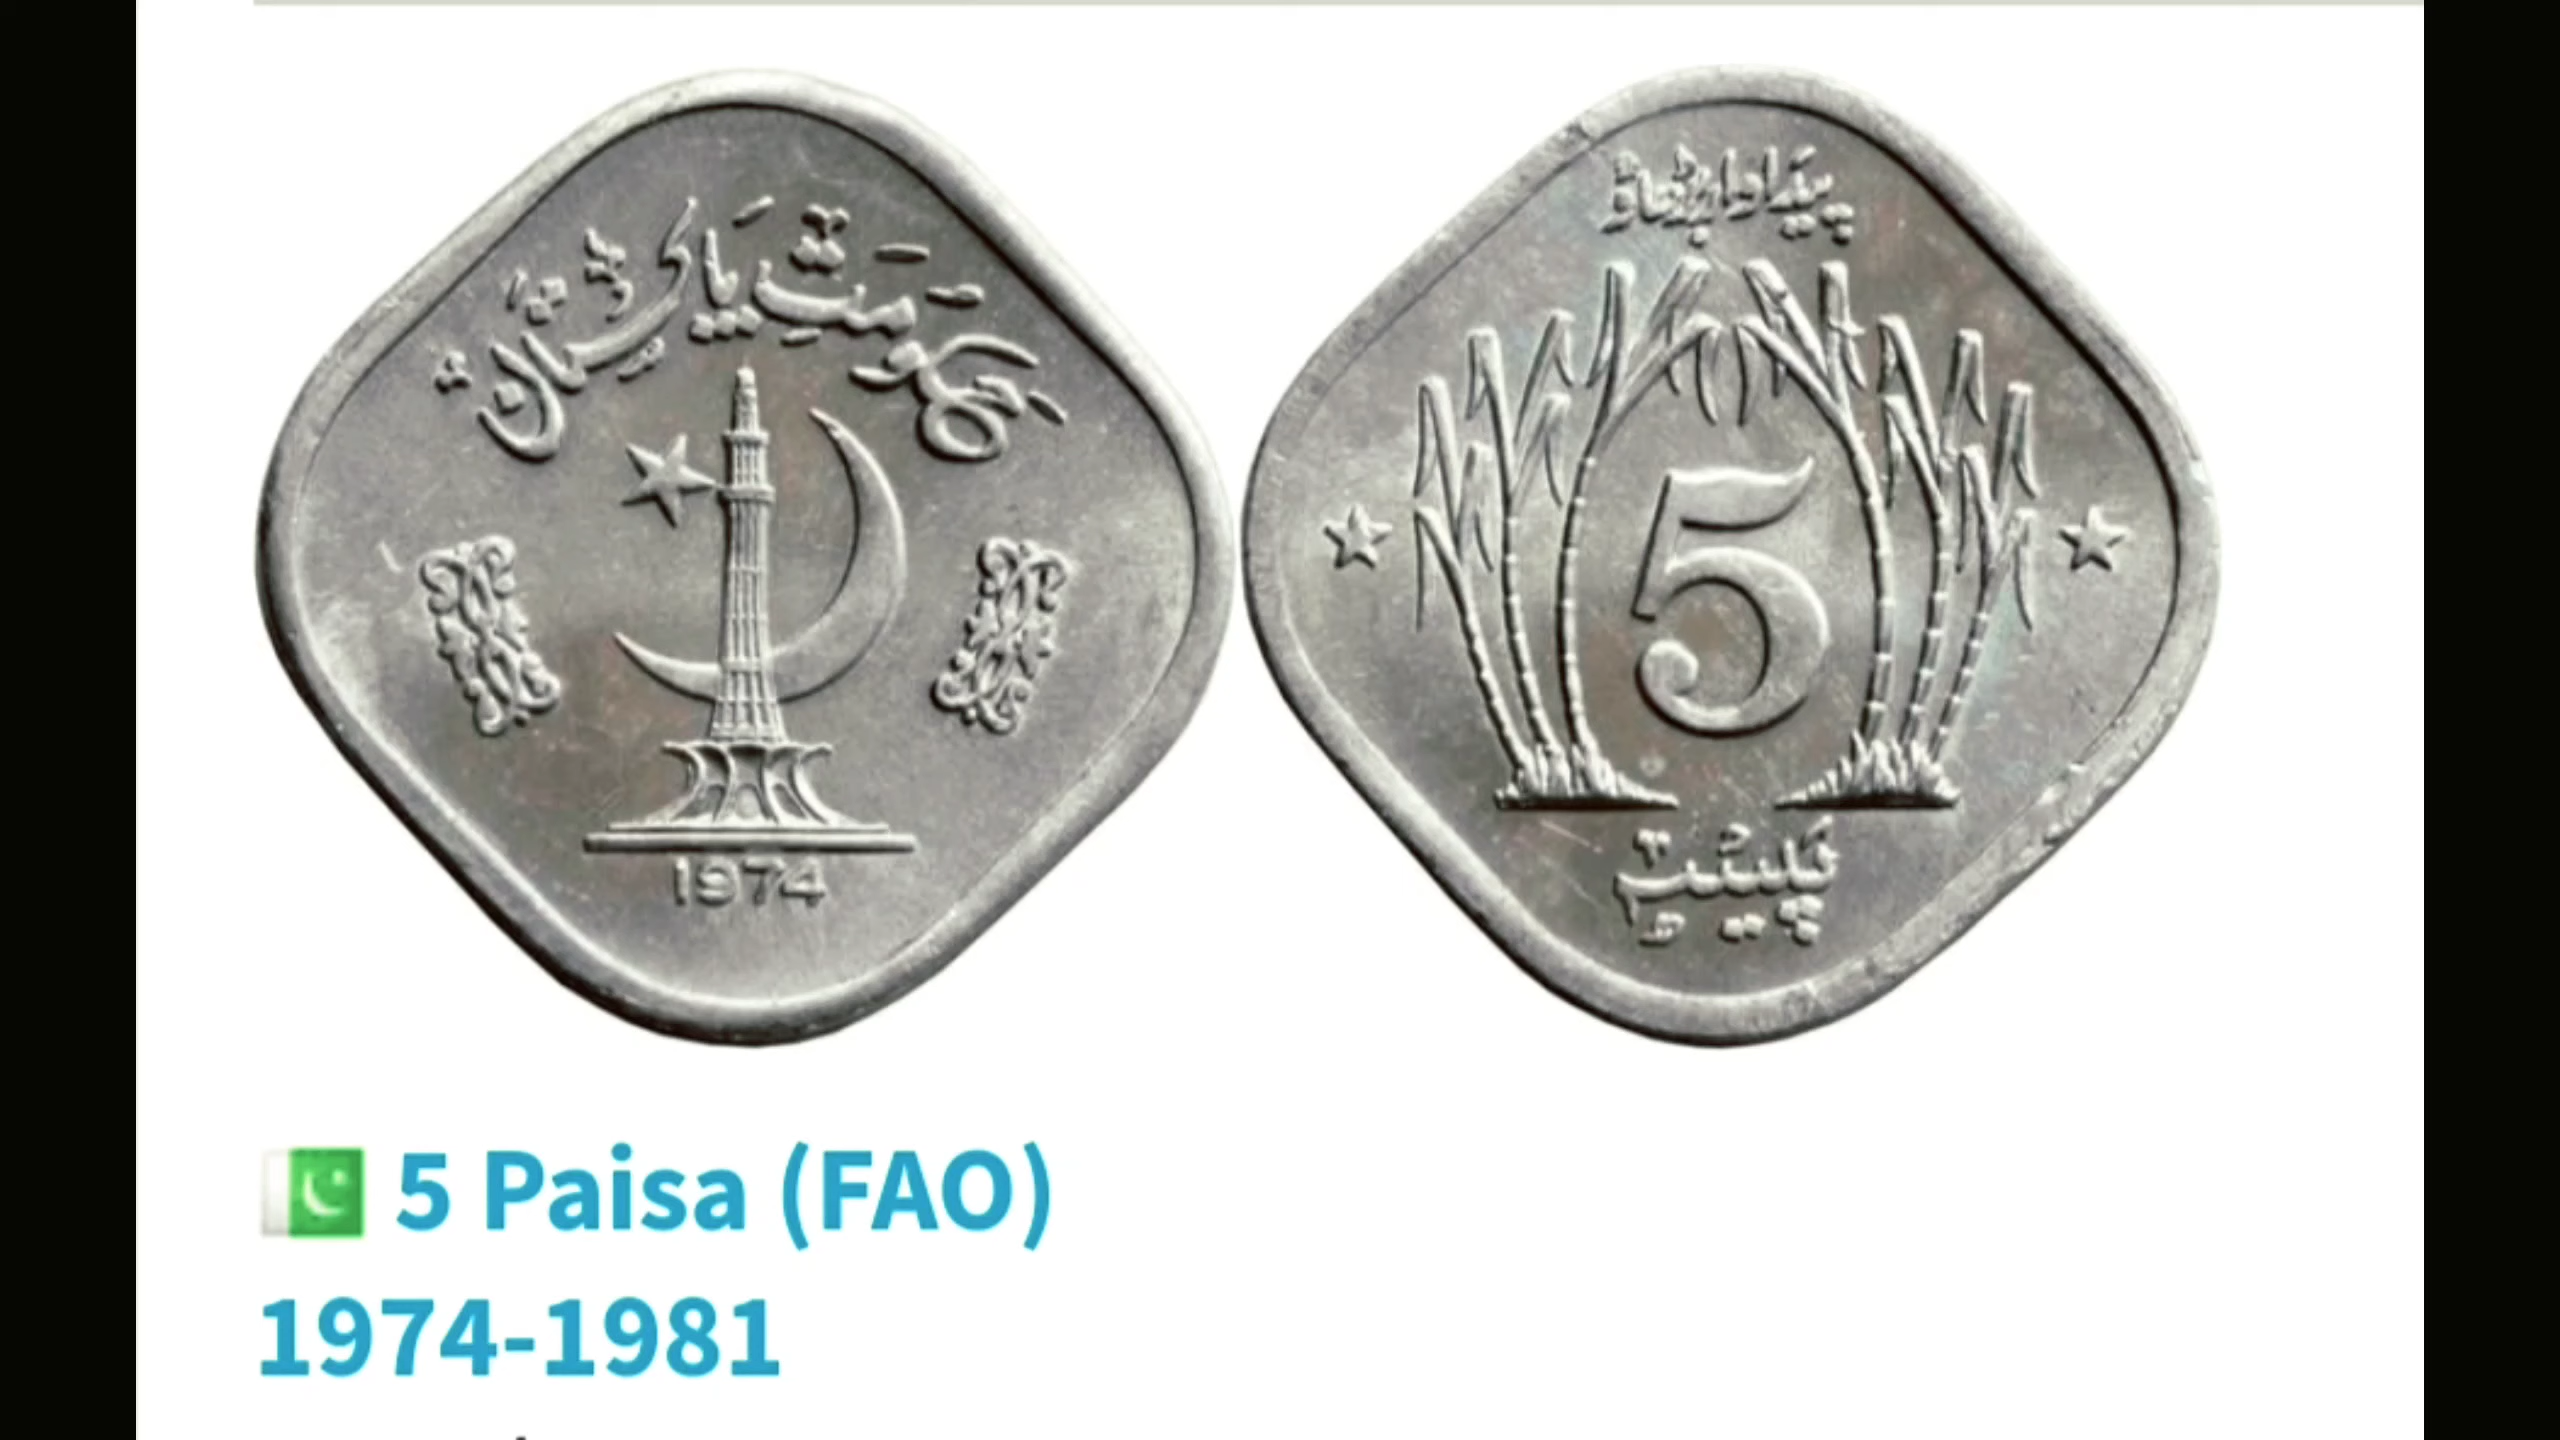 حکومتِ پاکستان
1974
پیداوار بڑھاؤ
5
پیسے
5 Paisa (FAO)
1974-1981